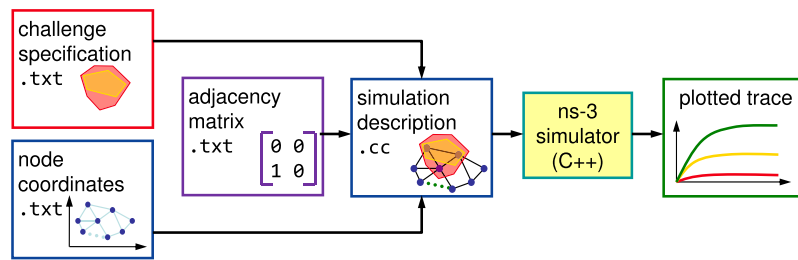 challenge
specification
.txt
node
coordinates
.txt
adjacency
matrix
.txt
0 0
1 0
simulation
description
.cc
ns-3
simulator
(C++)
plotted trace